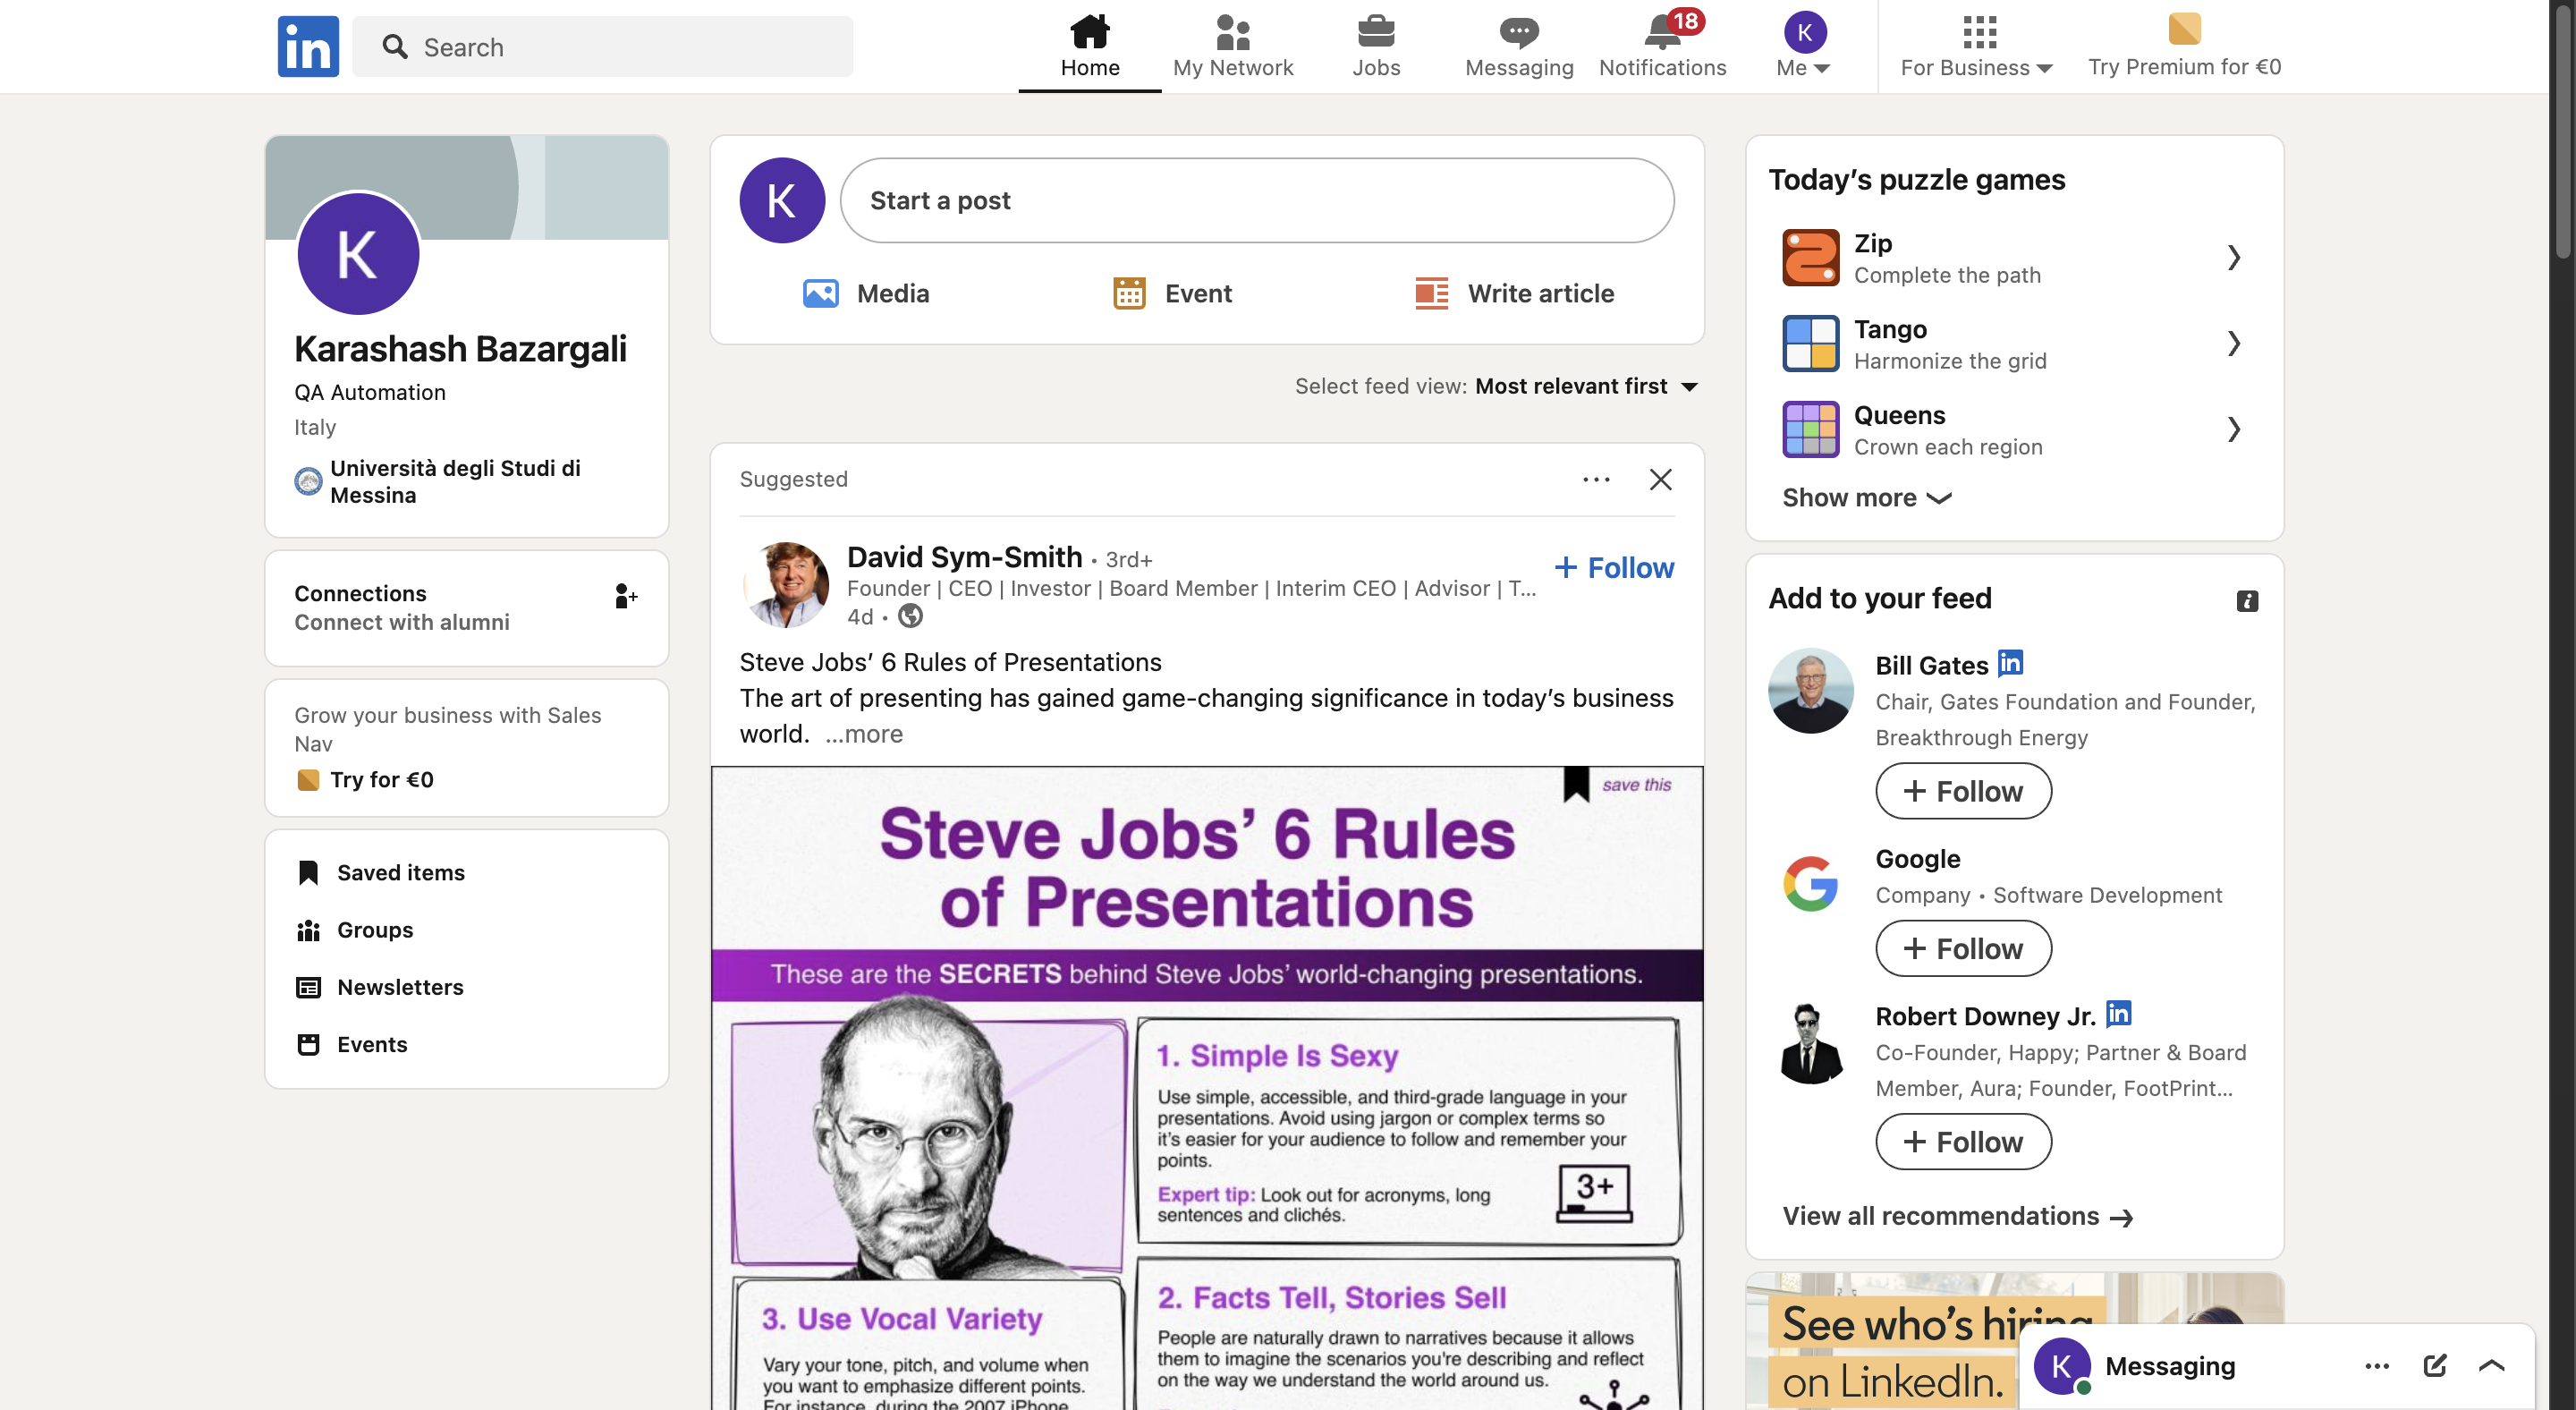 in
Search
Home
My Network
Jobs
Messaging
18
Notifications
K
Me
For Business
Try Premium for €0
K
Karashash Bazargali
QA Automation
Italy
Università degli Studi di
Messina
Connections
Connect with alumni
Grow your business with Sales
Nav
Try for €0
Saved items
Groups
Newsletters
Events
K
Start a post
Media
Event
Write article
Select feed view: Most relevant first
Suggested
David Sym-Smith • 3rd+
Follow
Founder | CEO | Investor | Board Member | Interim CEO | Advisor | T...
4d •
Steve Jobs’ 6 Rules of Presentations
The art of presenting has gained game-changing significance in today’s business
world. ...more
save this
Steve Jobs’ 6 Rules
of Presentations
These are the SECRETS behind Steve Jobs’ world-changing presentations.
1. Simple Is Sexy
Use simple, accessible, and third-grade language in your
presentations. Avoid using jargon or complex terms so
it’s easier for your audience to follow and remember your
points.
Expert tip: Look out for acronyms, long
sentences and clichés.
3+
2. Facts Tell, Stories Sell
People are naturally drawn to narratives because it allows
them to imagine the scenarios you're describing and reflect
on the way we understand the world around us.
3. Use Vocal Variety
Vary your tone, pitch, and volume when
you want to emphasize different points.
For instance, during the 2007 iPhone
Today’s puzzle games
Zip
Complete the path
Tango
Harmonize the grid
Queens
Crown each region
Show more
Add to your feed
Bill Gates in
Chair, Gates Foundation and Founder,
Breakthrough Energy
Follow
Google
Company • Software Development
Follow
Robert Downey Jr. in
Co-Founder, Happy; Partner & Board
Member, Aura; Founder, FootPrint...
Follow
View all recommendations
See who’s hiring
on LinkedIn.
K
Messaging